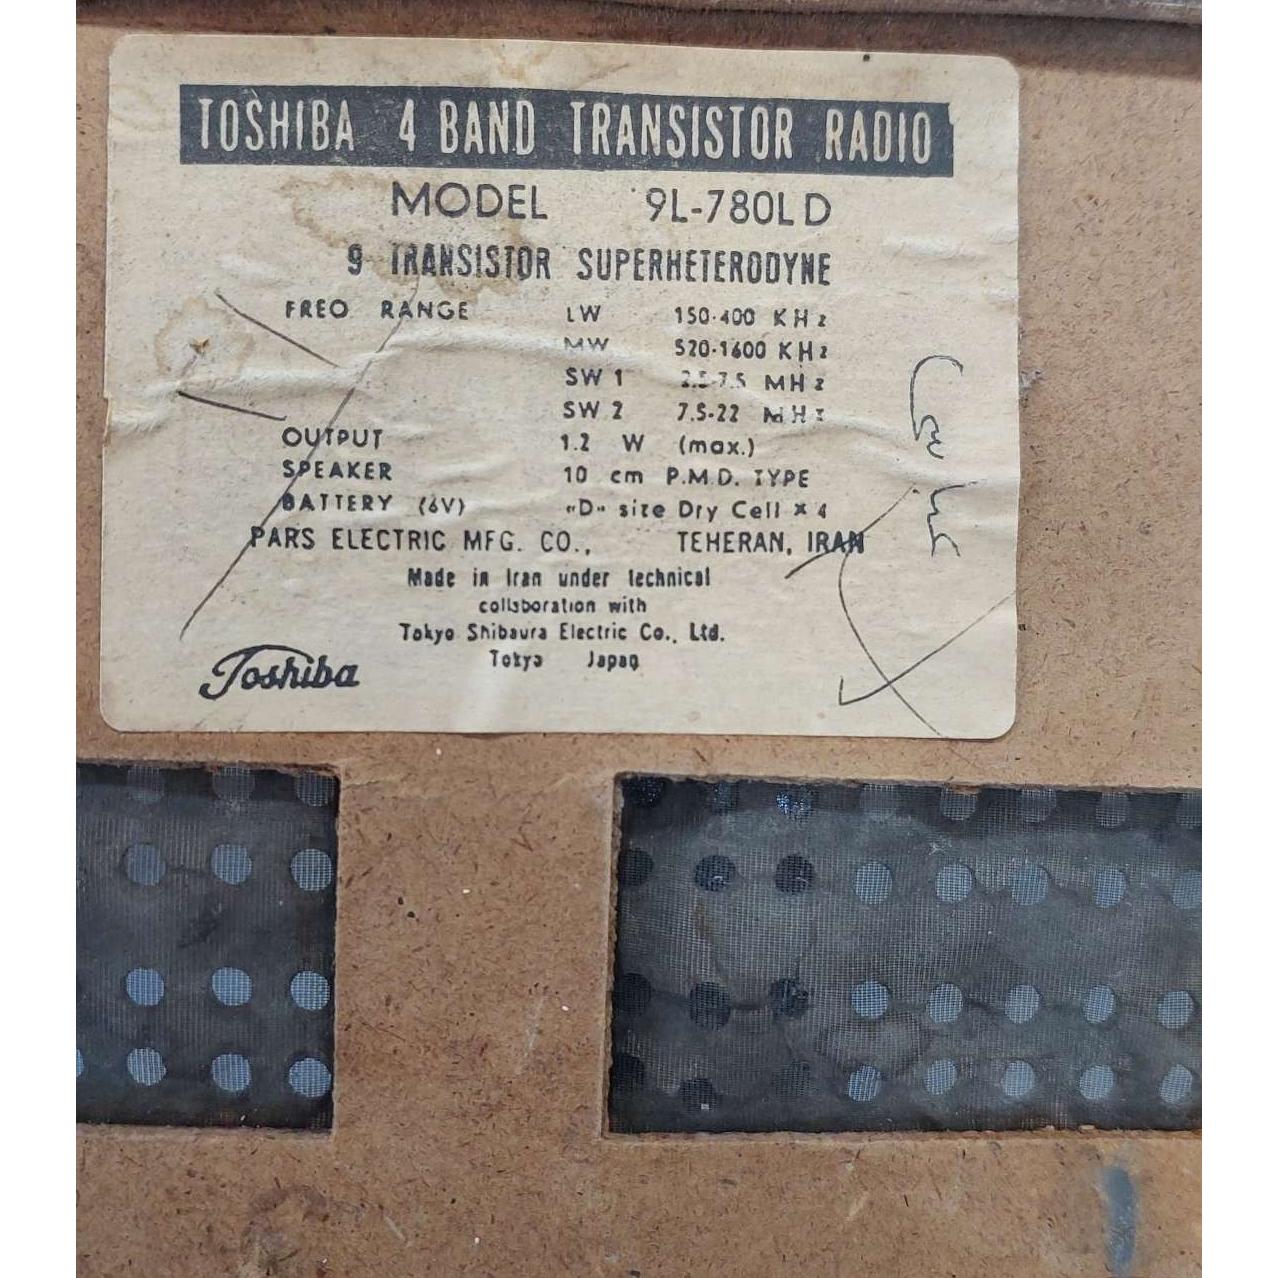 TOSHIBA 4 BAND TRANSISTOR RADIO
MODEL 9L-780LD
9 TRANSISTOR SUPERHETERODYNE
FREQ RANGE LW 150-400 KHz
MW 520-1600 KHz
SW 1 2.5-7.5 MHz
SW 2 7.5-22 MHz
OUTPUT 1.2 W (max.)
SPEAKER 10 cm P.M.D. TYPE
BATTERY (6V) "D" size Dry Cell × 4
PARS ELECTRIC MFG. CO., TEHERAN, IRAN
Made in Iran under technical
collaboration with
Tokyo Shibaura Electric Co., Ltd.
Tokyo Japan
Toshiba